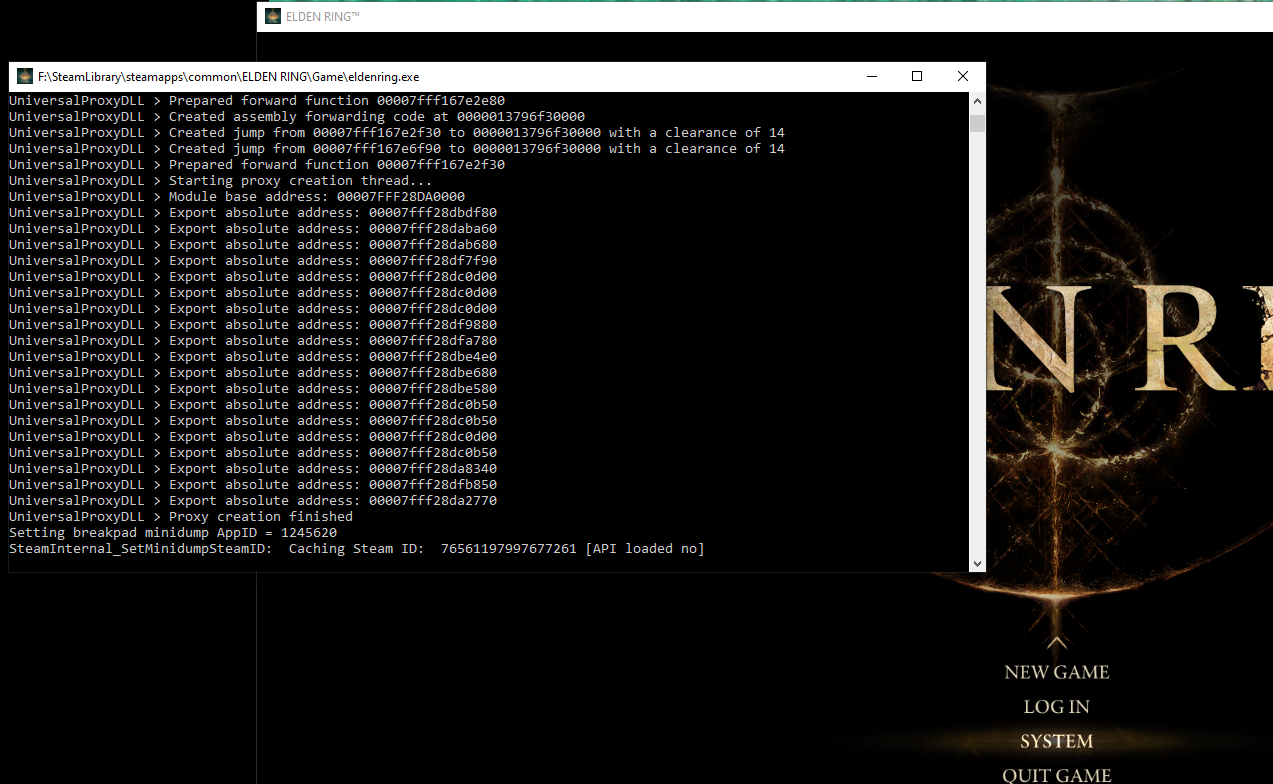 ELDEN RING™
F:\SteamLibrary\steamapps\common\ELDEN RING\Game\eldenring.exe
UniversalProxyDLL > Prepared forward function 00007fff167e2e80
UniversalProxyDLL > Created assembly forwarding code at 0000013796f30000
UniversalProxyDLL > Created jump from 00007fff167e2f30 to 0000013796f30000 with a clearance of 14
UniversalProxyDLL > Created jump from 00007fff167e6f90 to 0000013796f30000 with a clearance of 14
UniversalProxyDLL > Prepared forward function 00007fff167e2f30
UniversalProxyDLL > Starting proxy creation thread...
UniversalProxyDLL > Module base address: 00007FFF28DA0000
UniversalProxyDLL > Export absolute address: 00007fff28dbdf80
UniversalProxyDLL > Export absolute address: 00007fff28daba60
UniversalProxyDLL > Export absolute address: 00007fff28dab680
UniversalProxyDLL > Export absolute address: 00007fff28df7f90
UniversalProxyDLL > Export absolute address: 00007fff28dc0d00
UniversalProxyDLL > Export absolute address: 00007fff28dc0d00
UniversalProxyDLL > Export absolute address: 00007fff28dc0d00
UniversalProxyDLL > Export absolute address: 00007fff28df9880
UniversalProxyDLL > Export absolute address: 00007fff28dfa780
UniversalProxyDLL > Export absolute address: 00007fff28dbe4e0
UniversalProxyDLL > Export absolute address: 00007fff28dbe680
UniversalProxyDLL > Export absolute address: 00007fff28dbe580
UniversalProxyDLL > Export absolute address: 00007fff28dc0b50
UniversalProxyDLL > Export absolute address: 00007fff28dc0b50
UniversalProxyDLL > Export absolute address: 00007fff28dc0d00
UniversalProxyDLL > Export absolute address: 00007fff28dc0b50
UniversalProxyDLL > Export absolute address: 00007fff28da8340
UniversalProxyDLL > Export absolute address: 00007fff28dfb850
UniversalProxyDLL > Export absolute address: 00007fff28da2770
UniversalProxyDLL > Proxy creation finished
Setting breakpad minidump AppID = 1245620
SteamInternal_SetMinidumpSteamID:  Caching Steam ID:  76561197997677261 [API loaded no]
N R
NEW GAME
LOG IN
SYSTEM
QUIT GAME